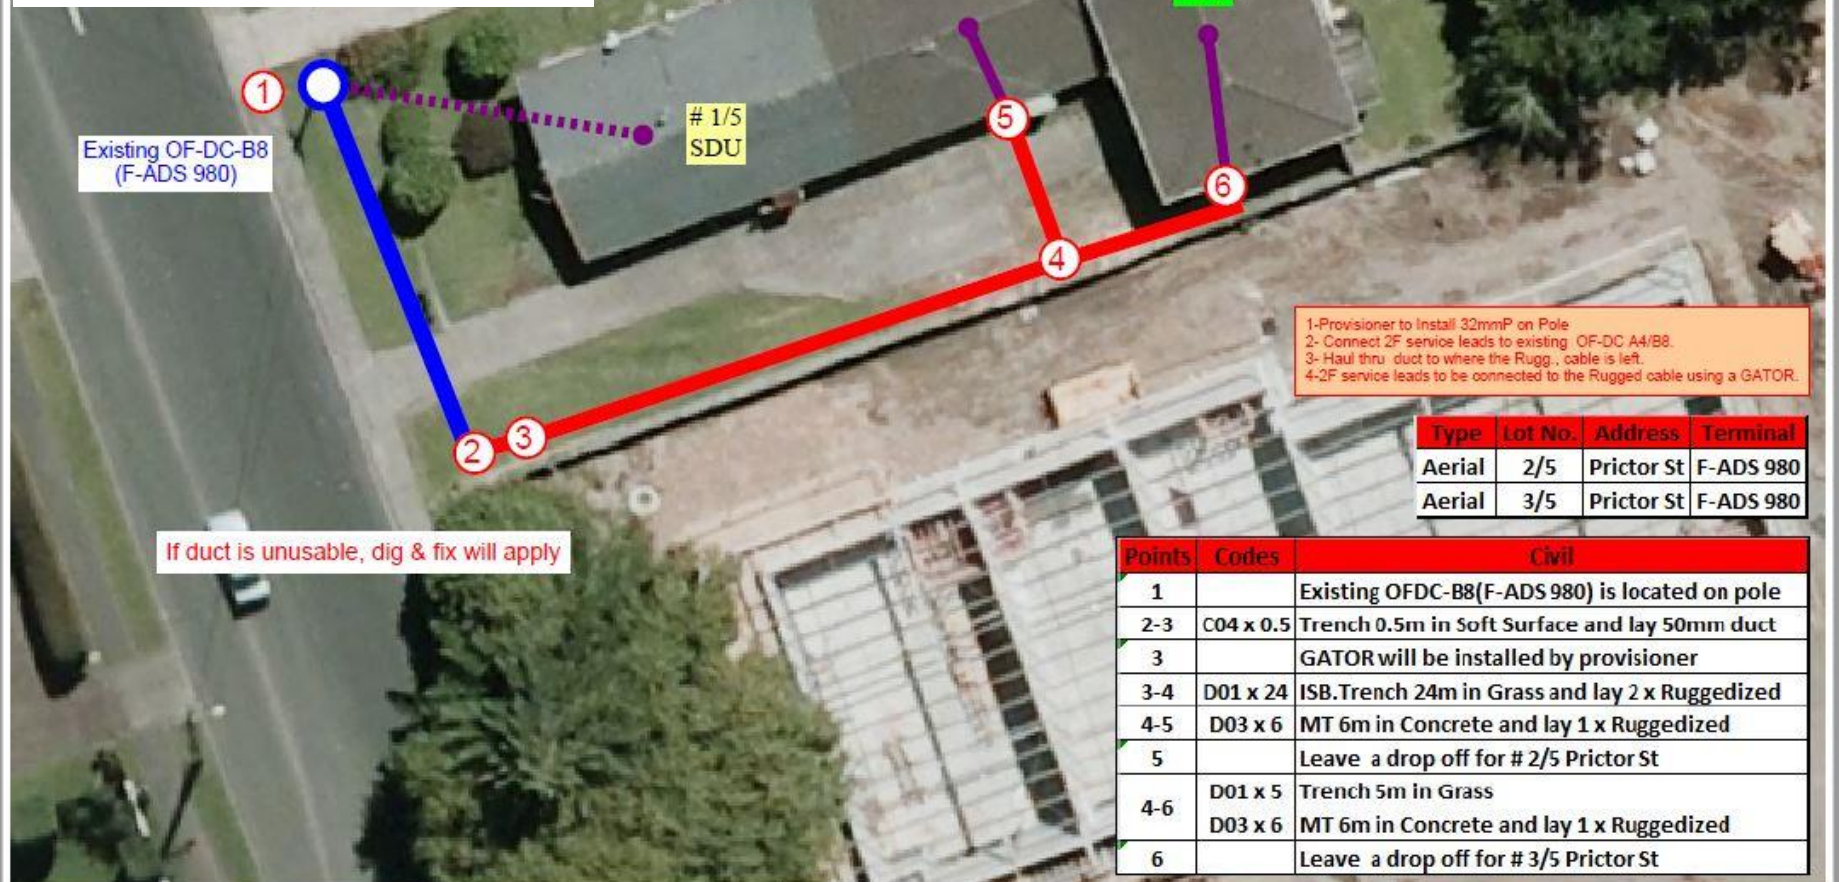 1
Existing OF-DC-B8
(F-ADS 980)
# 1/5
SDU
5
6
4
3
2
1-Provisioner to Install 32mmP on Pole
2- Connect 2F service leads to existing OF-DC A4/B8.
3- Haul thru duct to where the Rugg., cable is left.
4-2F service leads to be connected to the Rugged cable using a GATOR.
Type Lot No. Address Terminal
Aerial 2/5 Prictor St F-ADS 980
Aerial 3/5 Prictor St F-ADS 980
If duct is unusable, dig & fix will apply
Points Codes Civil
1 Existing OFDC-B8(F-ADS 980) is located on pole
2-3 C04 x 0.5 Trench 0.5m in Soft Surface and lay 50mm duct
3 GATOR will be installed by provisioner
3-4 D01 x 24 ISB.Trench 24m in Grass and lay 2 x Ruggedized
4-5 D03 x 6 MT 6m in Concrete and lay 1 x Ruggedized
5 Leave a drop off for # 2/5 Prictor St
4-6 D01 x 5 Trench 5m in Grass
D03 x 6 MT 6m in Concrete and lay 1 x Ruggedized
6 Leave a drop off for # 3/5 Prictor St